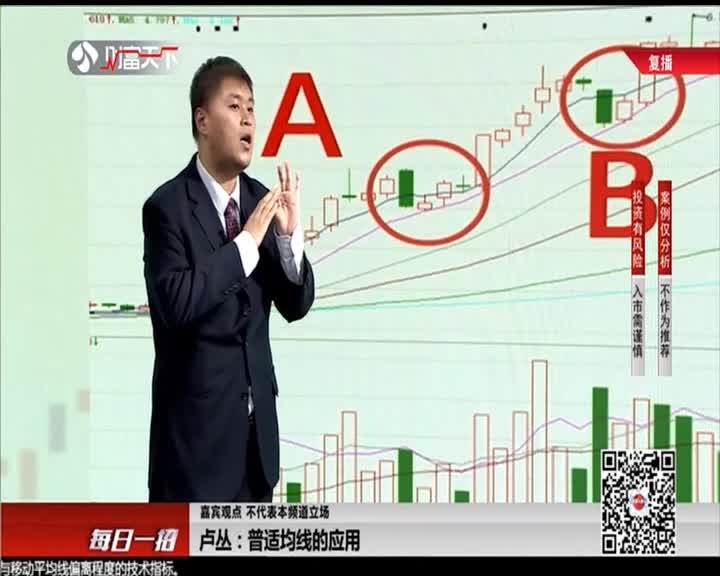 财富天下
复播
A
B
案例仅分析 不作为推荐
投资有风险 入市需谨慎
嘉宾观点 不代表本频道立场
每日一招
卢丛：普适均线的应用
与移动平均线偏离程度的技术指标。